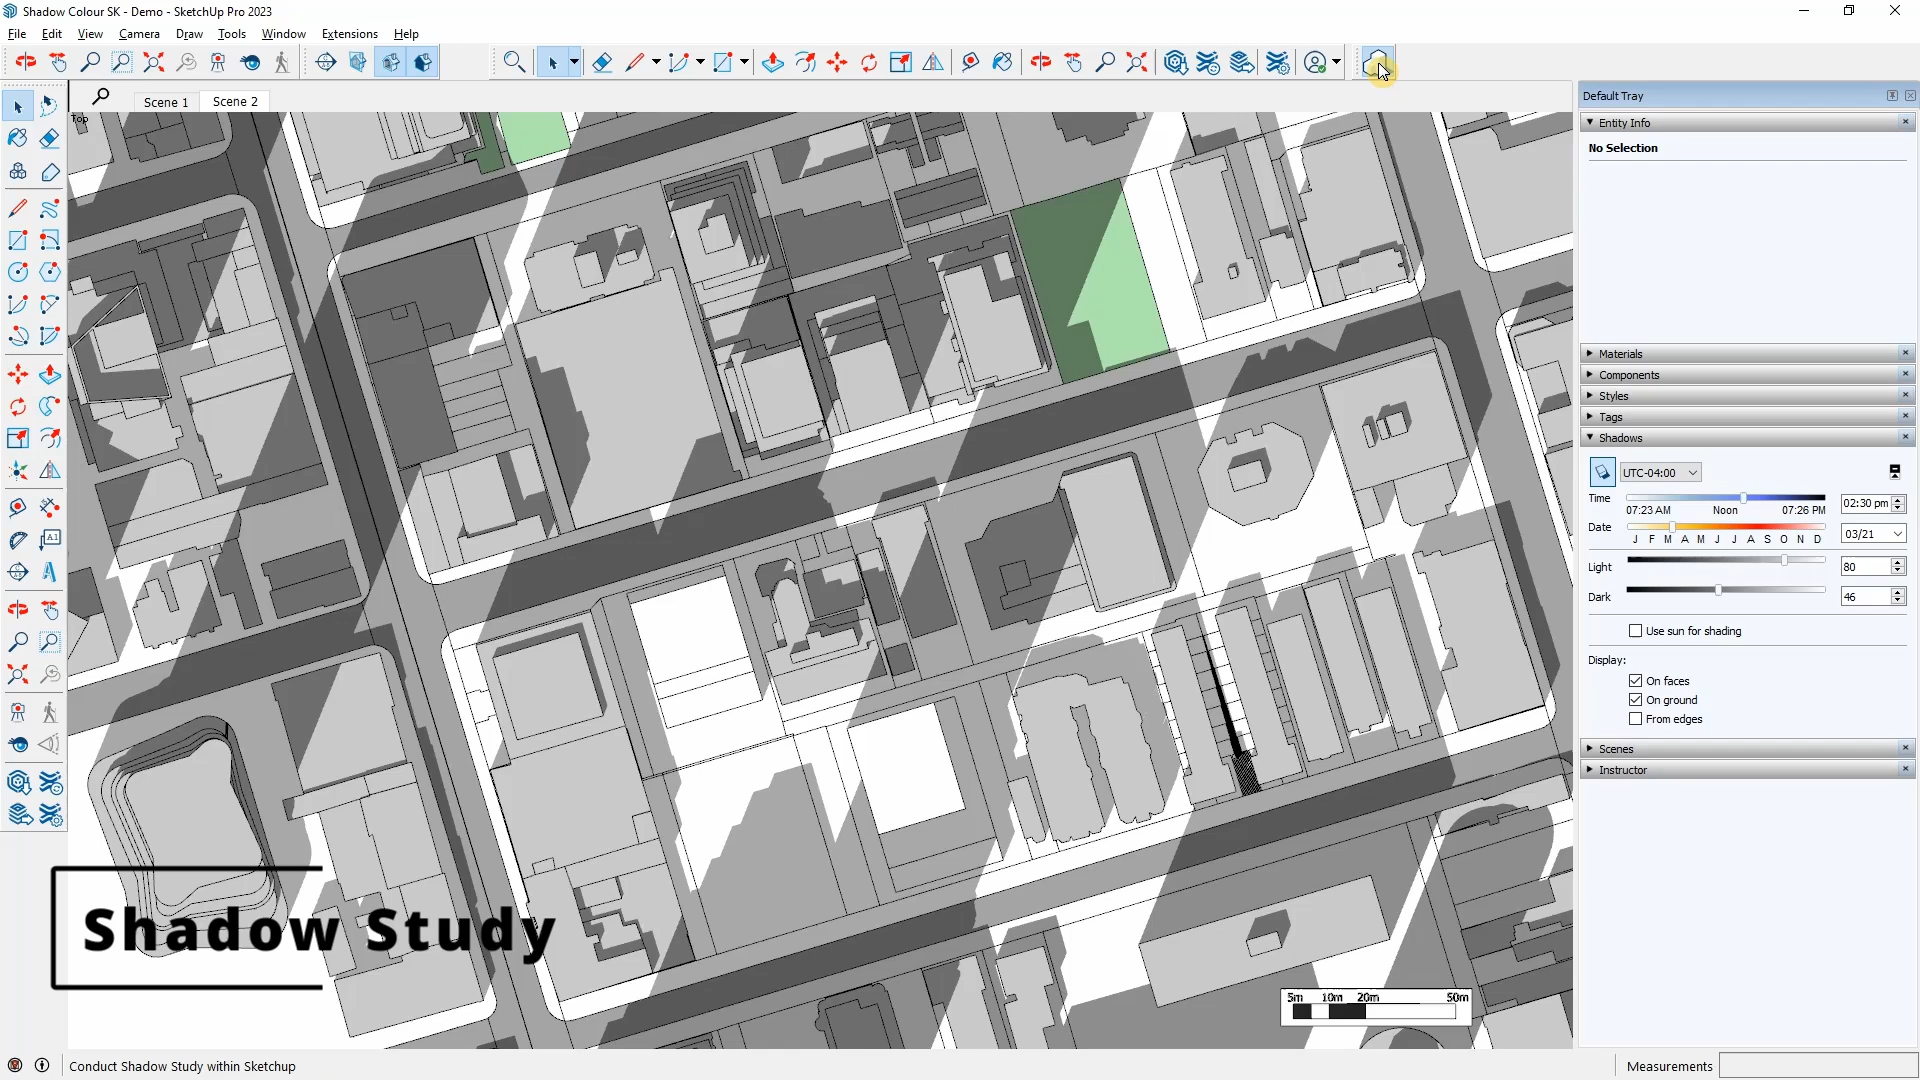 Shadow Colour SK - Demo - SketchUp Pro 2023
File Edit View Camera Draw Tools Window Extensions Help
Scene 1 Scene 2
Top
Default Tray
Entity Info
No Selection
Materials
Components
Styles
Tags
Shadows
UTC-04:00
Time 02:30 pm
07:23 AM Noon 07:26 PM
Date 03/21
J F M A M J J A S O N D
Light 80
Dark 46
Use sun for shading
Display:
On faces
On ground
From edges
Scenes
Instructor
Shadow Study
5m 10m 20m 50m
Conduct Shadow Study within Sketchup
Measurements